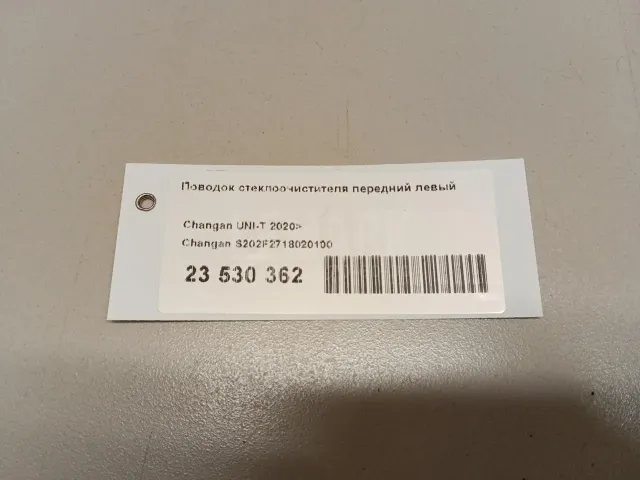 Поводок стеклоочистителя передний левый
Changan UNI-T 2020>
Changan S202F2718020100
23 530 362